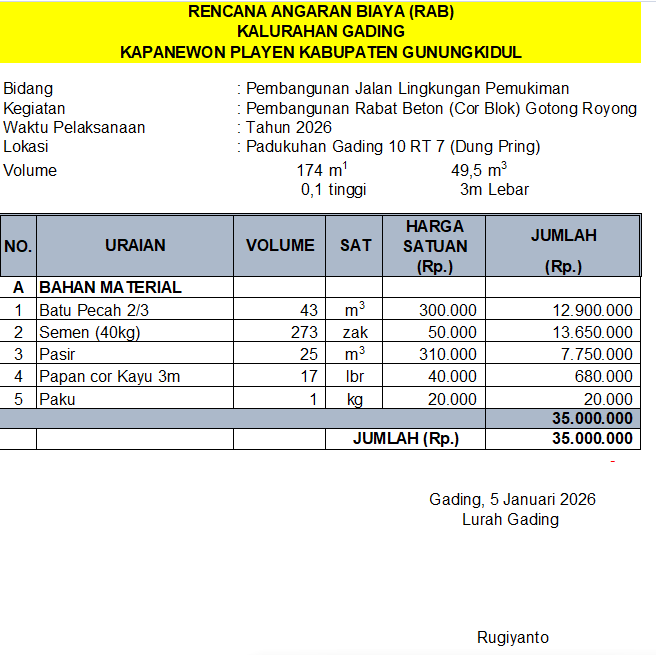 RENCANA ANGARAN BIAYA (RAB)
KALURAHAN GADING
KAPANEWON PLAYEN KABUPATEN GUNUNGKIDUL
Bidang : Pembangunan Jalan Lingkungan Pemukiman
Kegiatan : Pembangunan Rabat Beton (Cor Blok) Gotong Royong
Waktu Pelaksanaan : Tahun 2026
Lokasi : Padukuhan Gading 10 RT 7 (Dung Pring)
Volume 174 m¹ 49,5 m³
0,1 tinggi 3m Lebar
NO. URAIAN VOLUME SAT HARGA SATUAN (Rp.) JUMLAH (Rp.)
A BAHAN MATERIAL
1 Batu Pecah 2/3 43 m³ 300.000 12.900.000
2 Semen (40kg) 273 zak 50.000 13.650.000
3 Pasir 25 m³ 310.000 7.750.000
4 Papan cor Kayu 3m 17 lbr 40.000 680.000
5 Paku 1 kg 20.000 20.000
35.000.000
JUMLAH (Rp.) 35.000.000
-
Gading, 5 Januari 2026
Lurah Gading
Rugiyanto